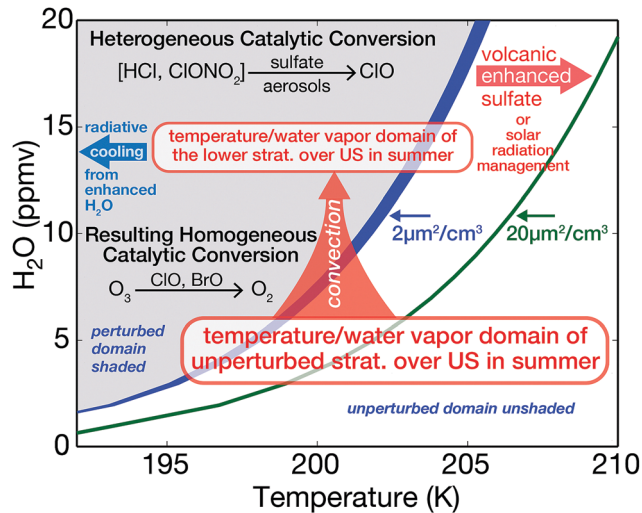 20
15
10
5
0
H₂O (ppmv)
Heterogeneous Catalytic Conversion
[HCl, ClONO₂] sulfate aerosols ClO
volcanic
enhanced
sulfate
or
solar
radiation
management
radiative
cooling
from enhanced
H₂O
temperature/water vapor domain of
the lower strat. over US in summer
convection
Resulting Homogeneous
Catalytic Conversion
O₃ ClO, BrO O₂
2µm²/cm³
20µm²/cm³
perturbed
domain
shaded
temperature/water vapor domain of
unperturbed strat. over US in summer
unperturbed domain unshaded
195
200
205
210
Temperature (K)